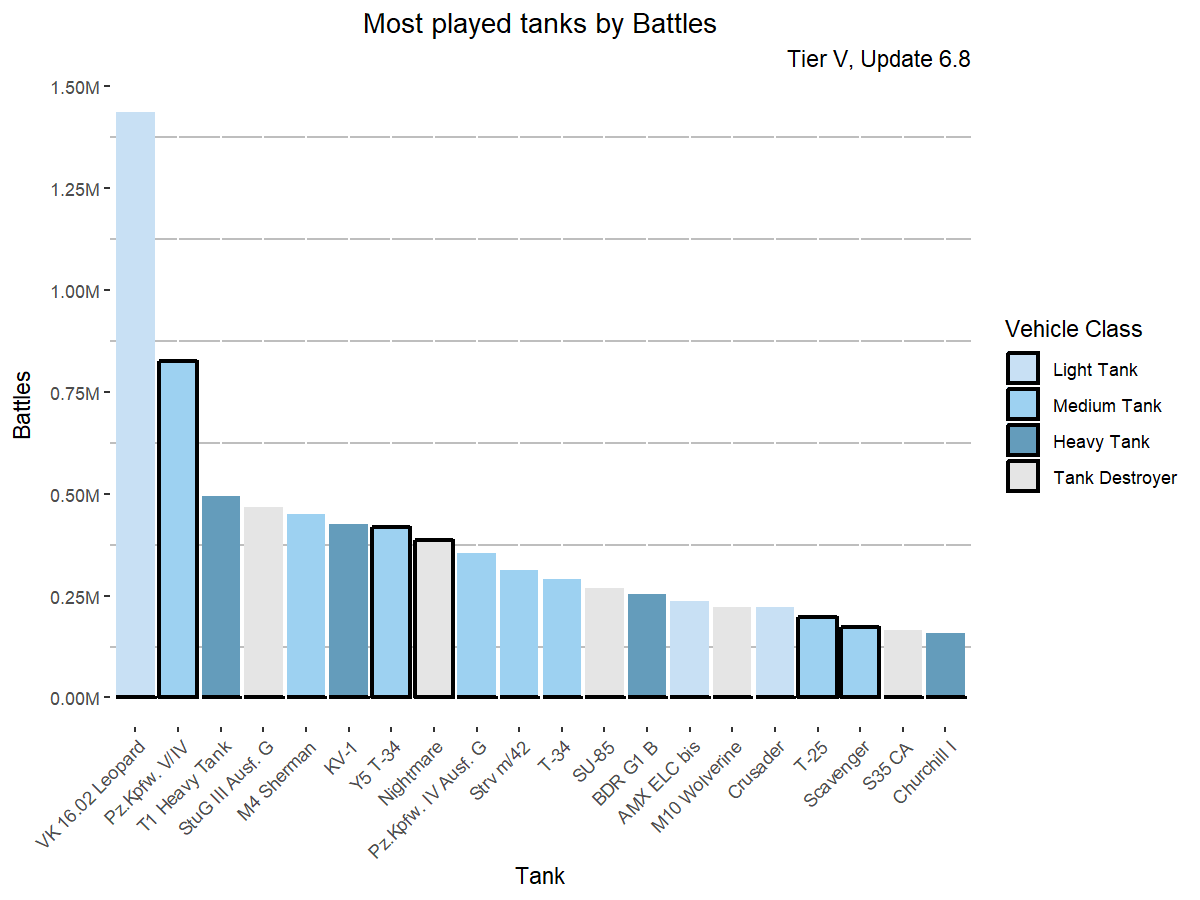 Most played tanks by Battles
Tier V, Update 6.8
1.50M
1.25M
1.00M
0.75M
0.50M
0.25M
0.00M
Battles
VK 16.02 Leopard
Pz.Kpfw. V/IV
T1 Heavy Tank
StuG III Ausf. G
M4 Sherman
KV-1
Y5 T-34
Nightmare
Pz.Kpfw. IV Ausf. G
Strv m/42
T-34
SU-85
BDR G1 B
AMX ELC bis
M10 Wolverine
Crusader
T-25
Scavenger
S35 CA
Churchill I
Tank
Vehicle Class
Light Tank
Medium Tank
Heavy Tank
Tank Destroyer